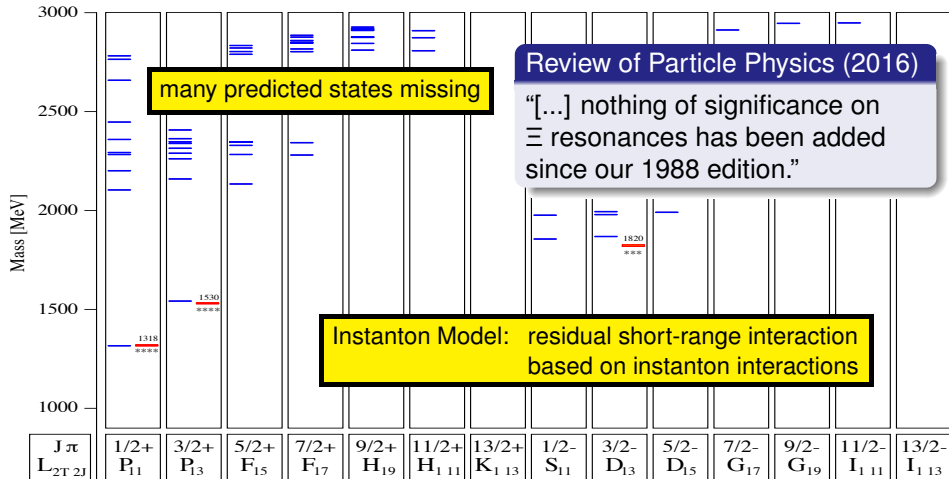 3000
many predicted states missing
Review of Particle Physics (2016)
“[...] nothing of significance on
Ξ resonances has been added
since our 1988 edition.”
2500
Mass [MeV]
2000
1820
***
1530
****
1500
1318
****
Instanton Model: residual short-range interaction
based on instanton interactions
1000
J π 1/2+ 3/2+ 5/2+ 7/2+ 9/2+ 11/2+ 13/2+ 1/2- 3/2- 5/2- 7/2- 9/2- 11/2- 13/2-
L2T 2J P11 P13 F15 F17 H19 H1 11 K1 13 S11 D13 D15 G17 G19 I1 11 I1 13